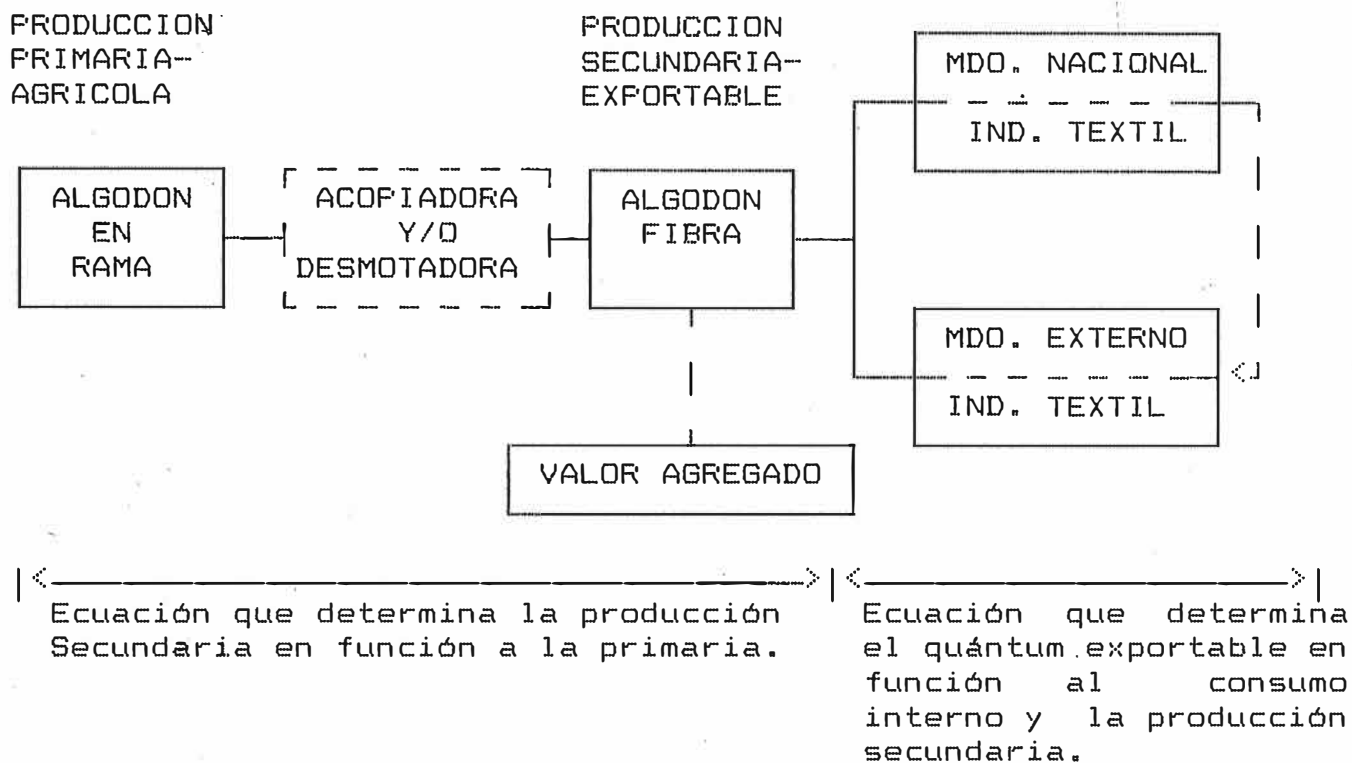 PRODUCCION
PRIMARIA--
AGRICOLA
PRODUCCION
SECUNDARIA-
EXPORTABLE
MDO. NACIONAL
IND. TEXTIL
ALGODON
EN
RAMA
ACOPIADORA
Y/O
DESMOTADORA
ALGODON
FIBRA
MDO. EXTERNO
IND. TEXTIL
VALOR AGREGADO
Ecuación que determina la producción
Secundaria en función a la primaria.
Ecuación que determina
el quántum exportable en
función al consumo
interno y la producción
secundaria.